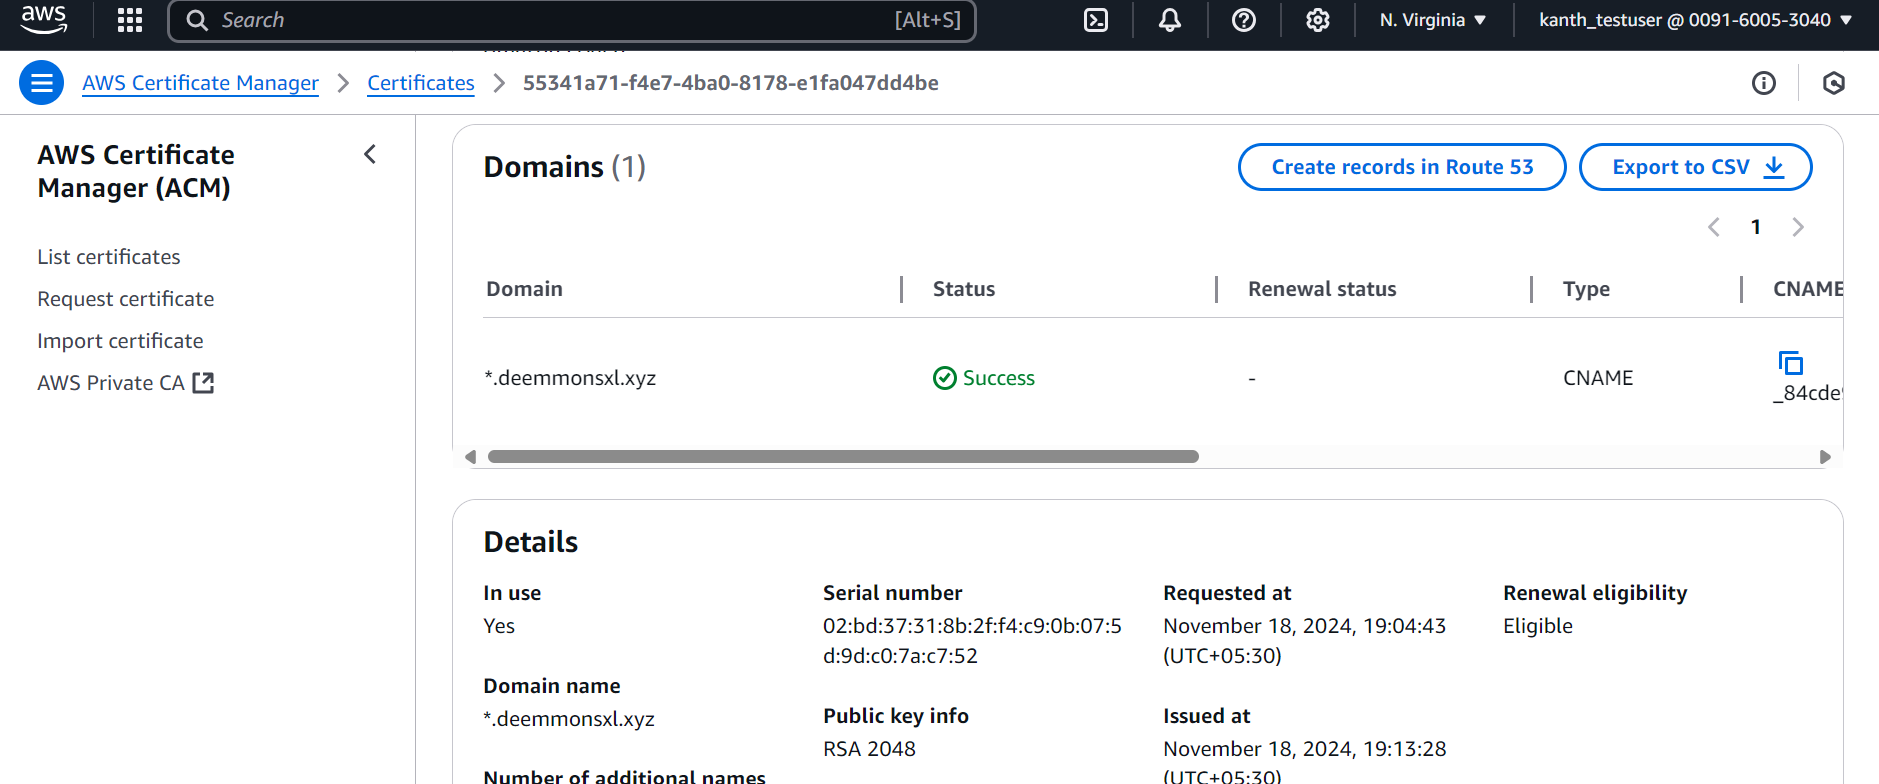 aws
Search [Alt+S]
N. Virginia
kanth_testuser @ 0091-6005-3040
AWS Certificate Manager
Certificates
55341a71-f4e7-4ba0-8178-e1fa047dd4be
AWS Certificate
Manager (ACM)
List certificates
Request certificate
Import certificate
AWS Private CA
Domains (1)
Create records in Route 53
Export to CSV
1
Domain Status Renewal status Type CNAME
*.deemmonsxl.xyz Success - CNAME
_84cde
Details
In use
Yes
Domain name
*.deemmonsxl.xyz
Number of additional names
Serial number
02:bd:37:31:8b:2f:f4:c9:0b:07:5
d:9d:c0:7a:c7:52
Public key info
RSA 2048
Requested at
November 18, 2024, 19:04:43
(UTC+05:30)
Issued at
November 18, 2024, 19:13:28
(UTC+05:30)
Renewal eligibility
Eligible